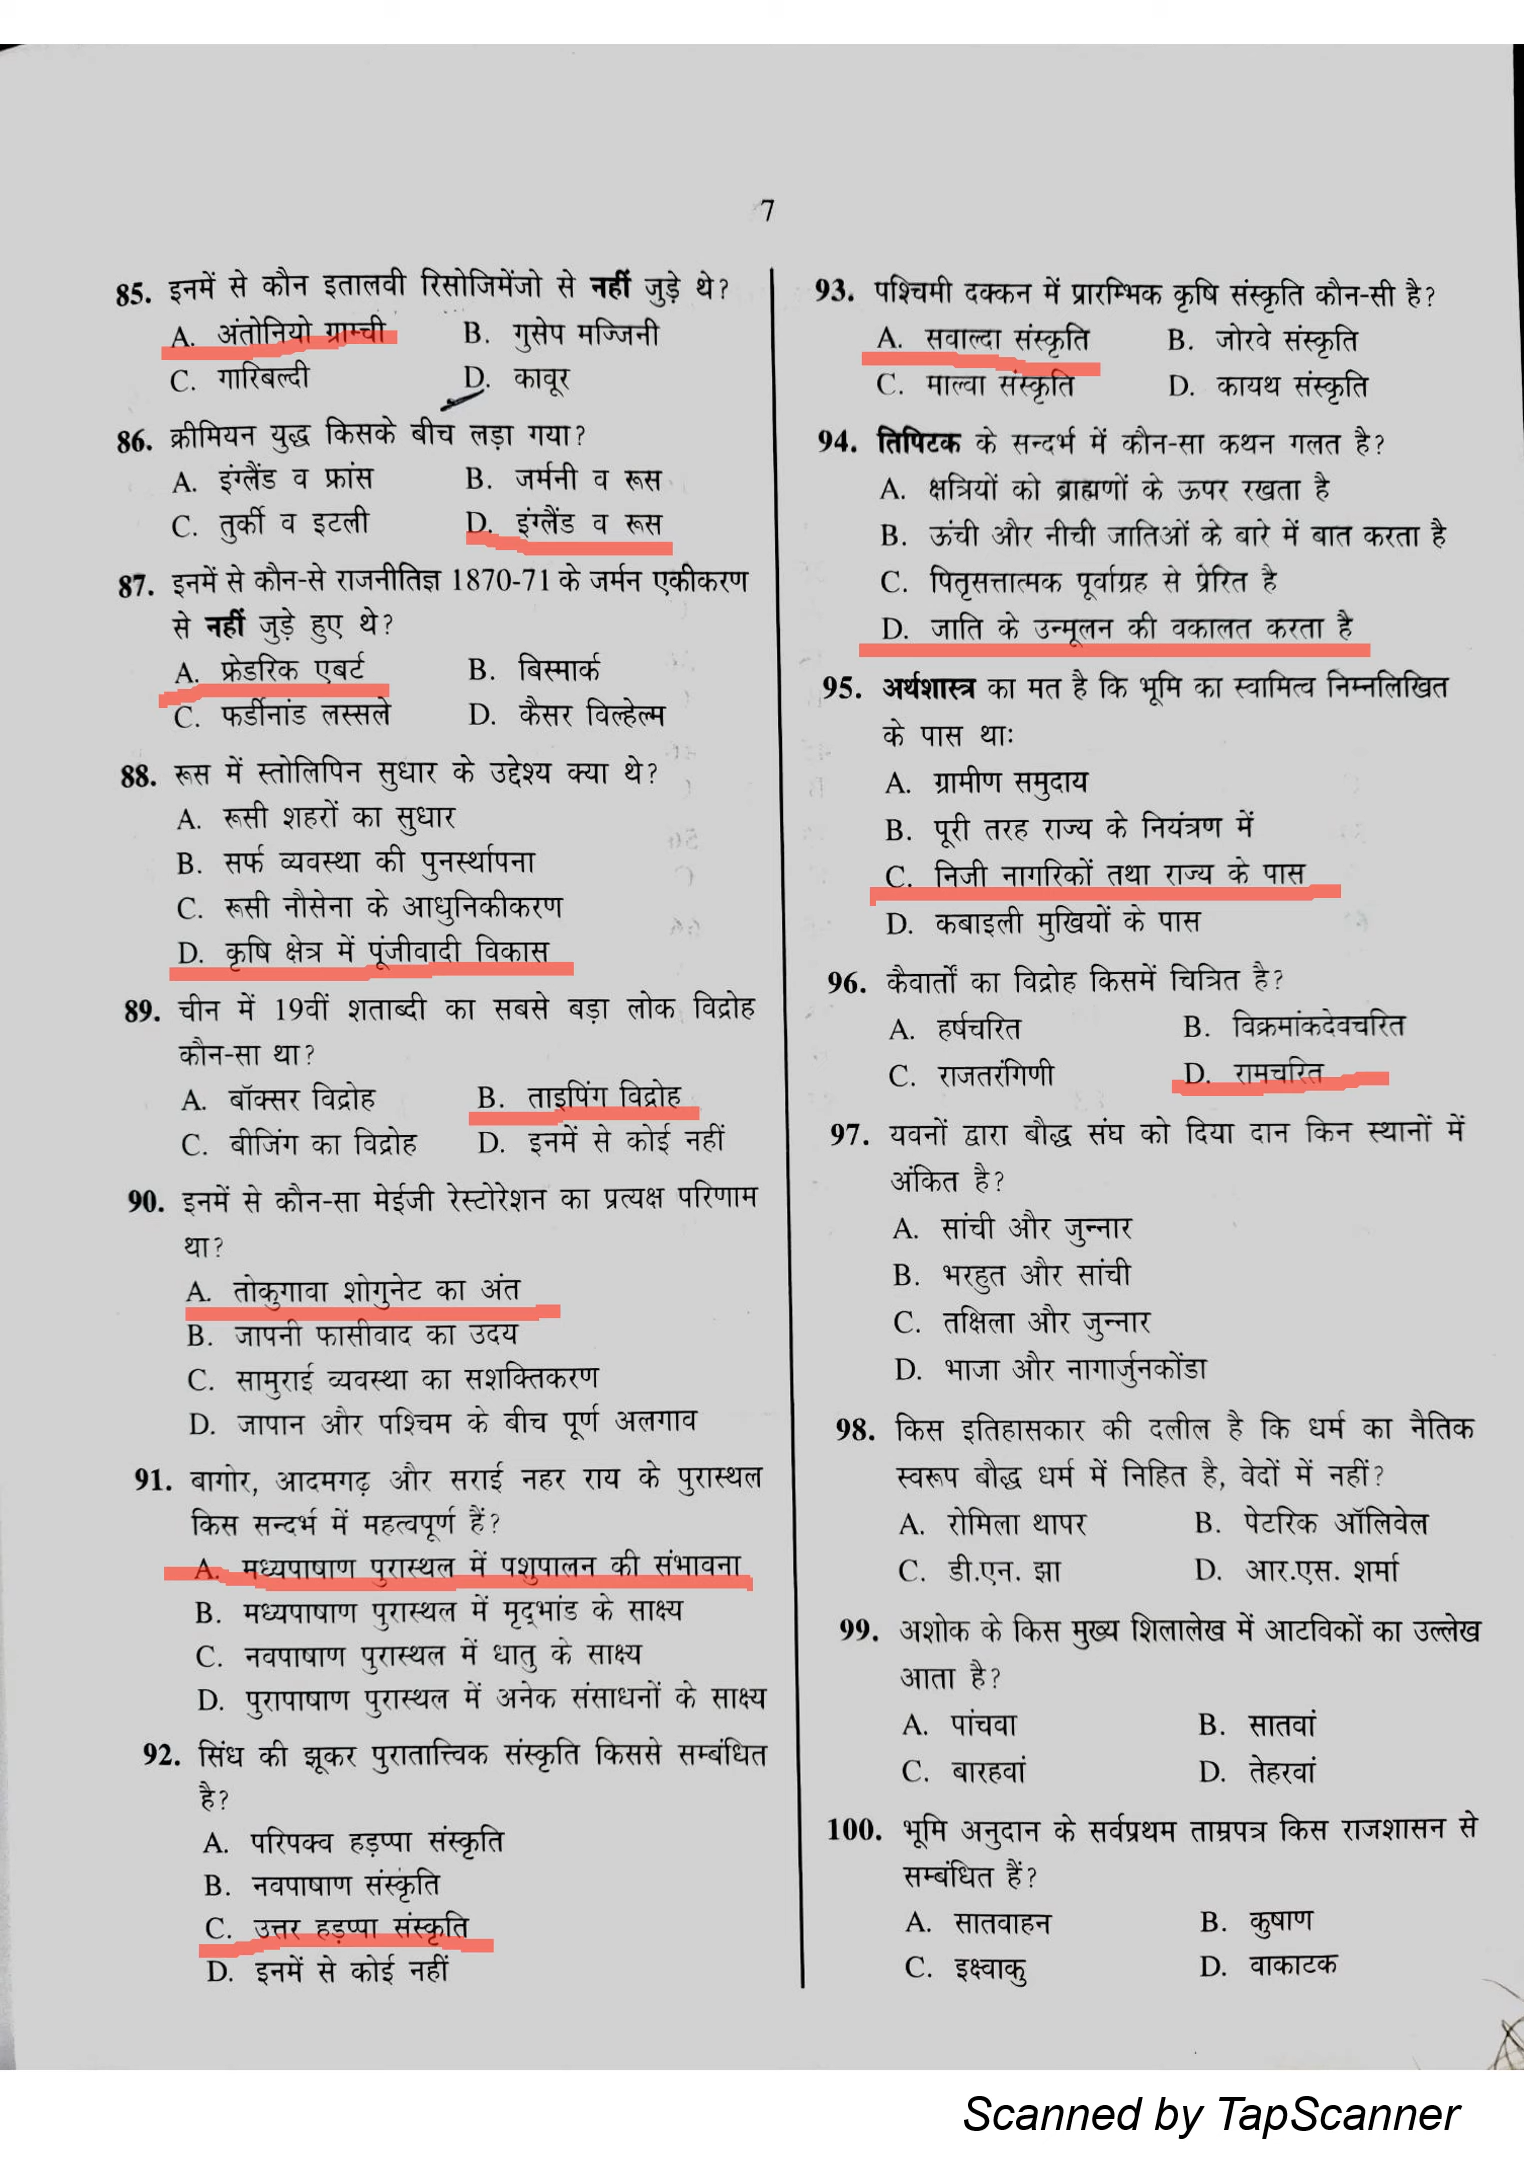 7
85. इनमें से कौन इतालवी रिसोजिमेंजो से नहीं जुड़े थे?
A. अंतोनियो ग्राम्ची B. गुसेप मज्जिनी
C. गारिबल्दी D. कावूर
86. क्रीमियन युद्ध किसके बीच लड़ा गया?
A. इंग्लैंड व फ्रांस B. जर्मनी व रूस
C. तुर्की व इटली D. इंग्लैंड व रूस
87. इनमें से कौन-से राजनीतिज्ञ 1870-71 के जर्मन एकीकरण
से नहीं जुड़े हुए थे?
A. फ्रेडरिक एबर्ट B. बिस्मार्क
C. फर्डीनांड लस्सले D. कैसर विल्हेल्म
88. रूस में स्तोलिपिन सुधार के उद्देश्य क्या थे?
A. रूसी शहरों का सुधार
B. सर्फ व्यवस्था की पुनर्स्थापना
C. रूसी नौसेना के आधुनिकीकरण
D. कृषि क्षेत्र में पूंजीवादी विकास
89. चीन में 19वीं शताब्दी का सबसे बड़ा लोक विद्रोह
कौन-सा था?
A. बॉक्सर विद्रोह B. ताइपिंग विद्रोह
C. बीजिंग का विद्रोह D. इनमें से कोई नहीं
90. इनमें से कौन-सा मेईजी रेस्टोरेशन का प्रत्यक्ष परिणाम
था?
A. तोकुगावा शोगुनेट का अंत
B. जापनी फासीवाद का उदय
C. सामुराई व्यवस्था का सशक्तिकरण
D. जापान और पश्चिम के बीच पूर्ण अलगाव
91. बागोर, आदमगढ़ और सराई नहर राय के पुरास्थल
किस सन्दर्भ में महत्वपूर्ण हैं?
A. मध्यपाषाण पुरास्थल में पशुपालन की संभावना
B. मध्यपाषाण पुरास्थल में मृद्भांड के साक्ष्य
C. नवपाषाण पुरास्थल में धातु के साक्ष्य
D. पुरापाषाण पुरास्थल में अनेक संसाधनों के साक्ष्य
92. सिंध की झूकर पुरातात्त्विक संस्कृति किससे सम्बंधित
है?
A. परिपक्व हड़प्पा संस्कृति
B. नवपाषाण संस्कृति
C. उत्तर हड़प्पा संस्कृति
D. इनमें से कोई नहीं
93. पश्चिमी दक्कन में प्रारम्भिक कृषि संस्कृति कौन-सी है?
A. सवाल्दा संस्कृति B. जोरवे संस्कृति
C. माल्वा संस्कृति D. कायथ संस्कृति
94. तिपिटक के सन्दर्भ में कौन-सा कथन गलत है?
A. क्षत्रियों को ब्राह्मणों के ऊपर रखता है
B. ऊंची और नीची जातिओं के बारे में बात करता है
C. पितृसत्तात्मक पूर्वाग्रह से प्रेरित है
D. जाति के उन्मूलन की वकालत करता है
95. अर्थशास्त्र का मत है कि भूमि का स्वामित्व निम्नलिखित
के पास थाः
A. ग्रामीण समुदाय
B. पूरी तरह राज्य के नियंत्रण में
C. निजी नागरिकों तथा राज्य के पास
D. कबाइली मुखियों के पास
96. कैवार्तों का विद्रोह किसमें चित्रित है?
A. हर्षचरित B. विक्रमांकदेवचरित
C. राजतरंगिणी D. रामचरित
97. यवनों द्वारा बौद्ध संघ को दिया दान किन स्थानों में
अंकित है?
A. सांची और जुन्नार
B. भरहुत और सांची
C. तक्षिला और जुन्नार
D. भाजा और नागार्जुनकोंडा
98. किस इतिहासकार की दलील है कि धर्म का नैतिक
स्वरूप बौद्ध धर्म में निहित है, वेदों में नहीं?
A. रोमिला थापर B. पेटरिक ऑलिवेल
C. डी.एन. झा D. आर.एस. शर्मा
99. अशोक के किस मुख्य शिलालेख में आटविकों का उल्लेख
आता है?
A. पांचवा B. सातवां
C. बारहवां D. तेहरवां
100. भूमि अनुदान के सर्वप्रथम ताम्रपत्र किस राजशासन से
सम्बंधित हैं?
A. सातवाहन B. कुषाण
C. इक्ष्वाकु D. वाकाटक
Scanned by TapScanner